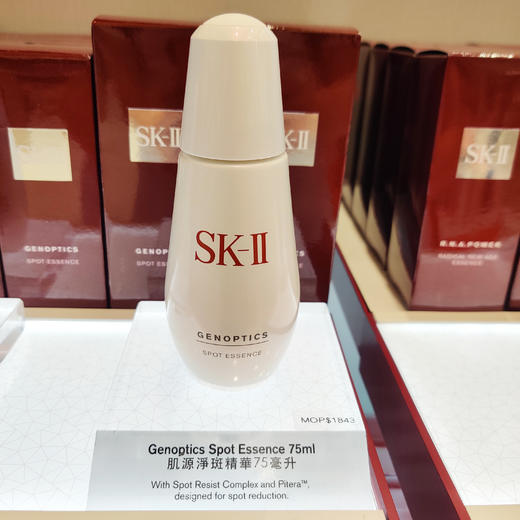 SK-II
GENOPTICS
SPOT ESSENCE
SK-II
GENOPTICS
SPOT ESSENCE
SK-II
R.N.A.POWER
RADICAL NEW AGE
ESSENCE
SK-II
GENOPTICS
SPOT ESSENCE
MOP$1843
Genoptics Spot Essence 75ml
肌源淨斑精華75毫升
With Spot Resist Complex and Pitera™,
designed for spot reduction.